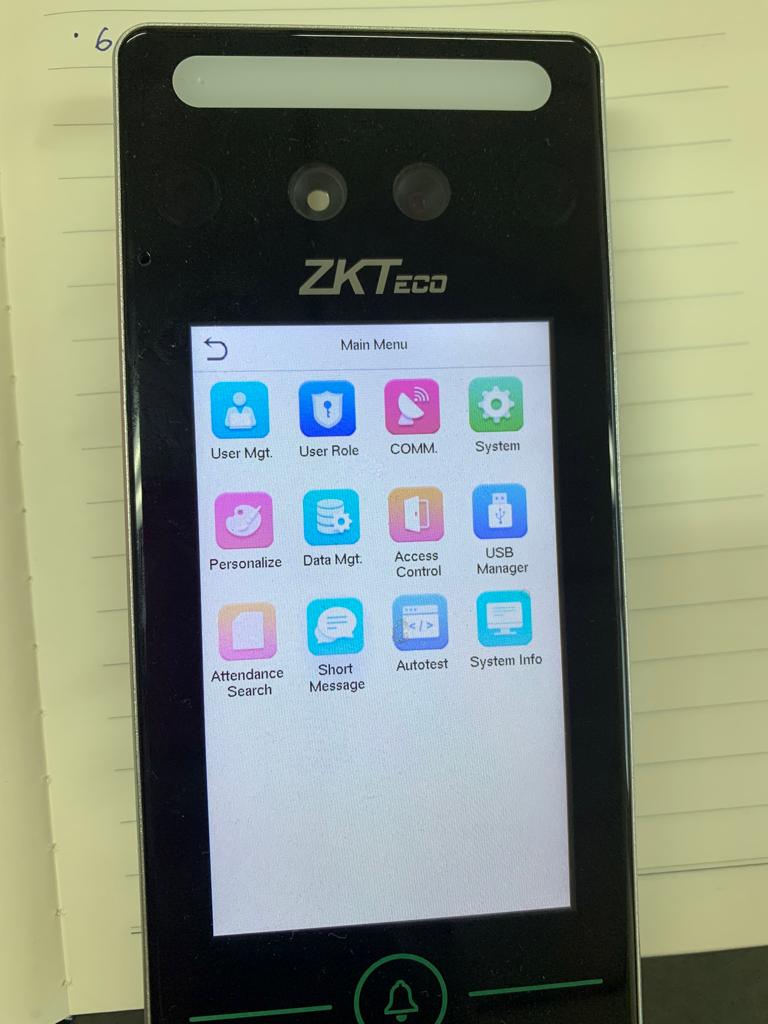 · 6
ZKTECO
Main Menu
User Mgt.
User Role
COMM.
System
Personalize
Data Mgt.
Access
Control
USB
Manager
Attendance
Search
Short
Message
Autotest
System Info